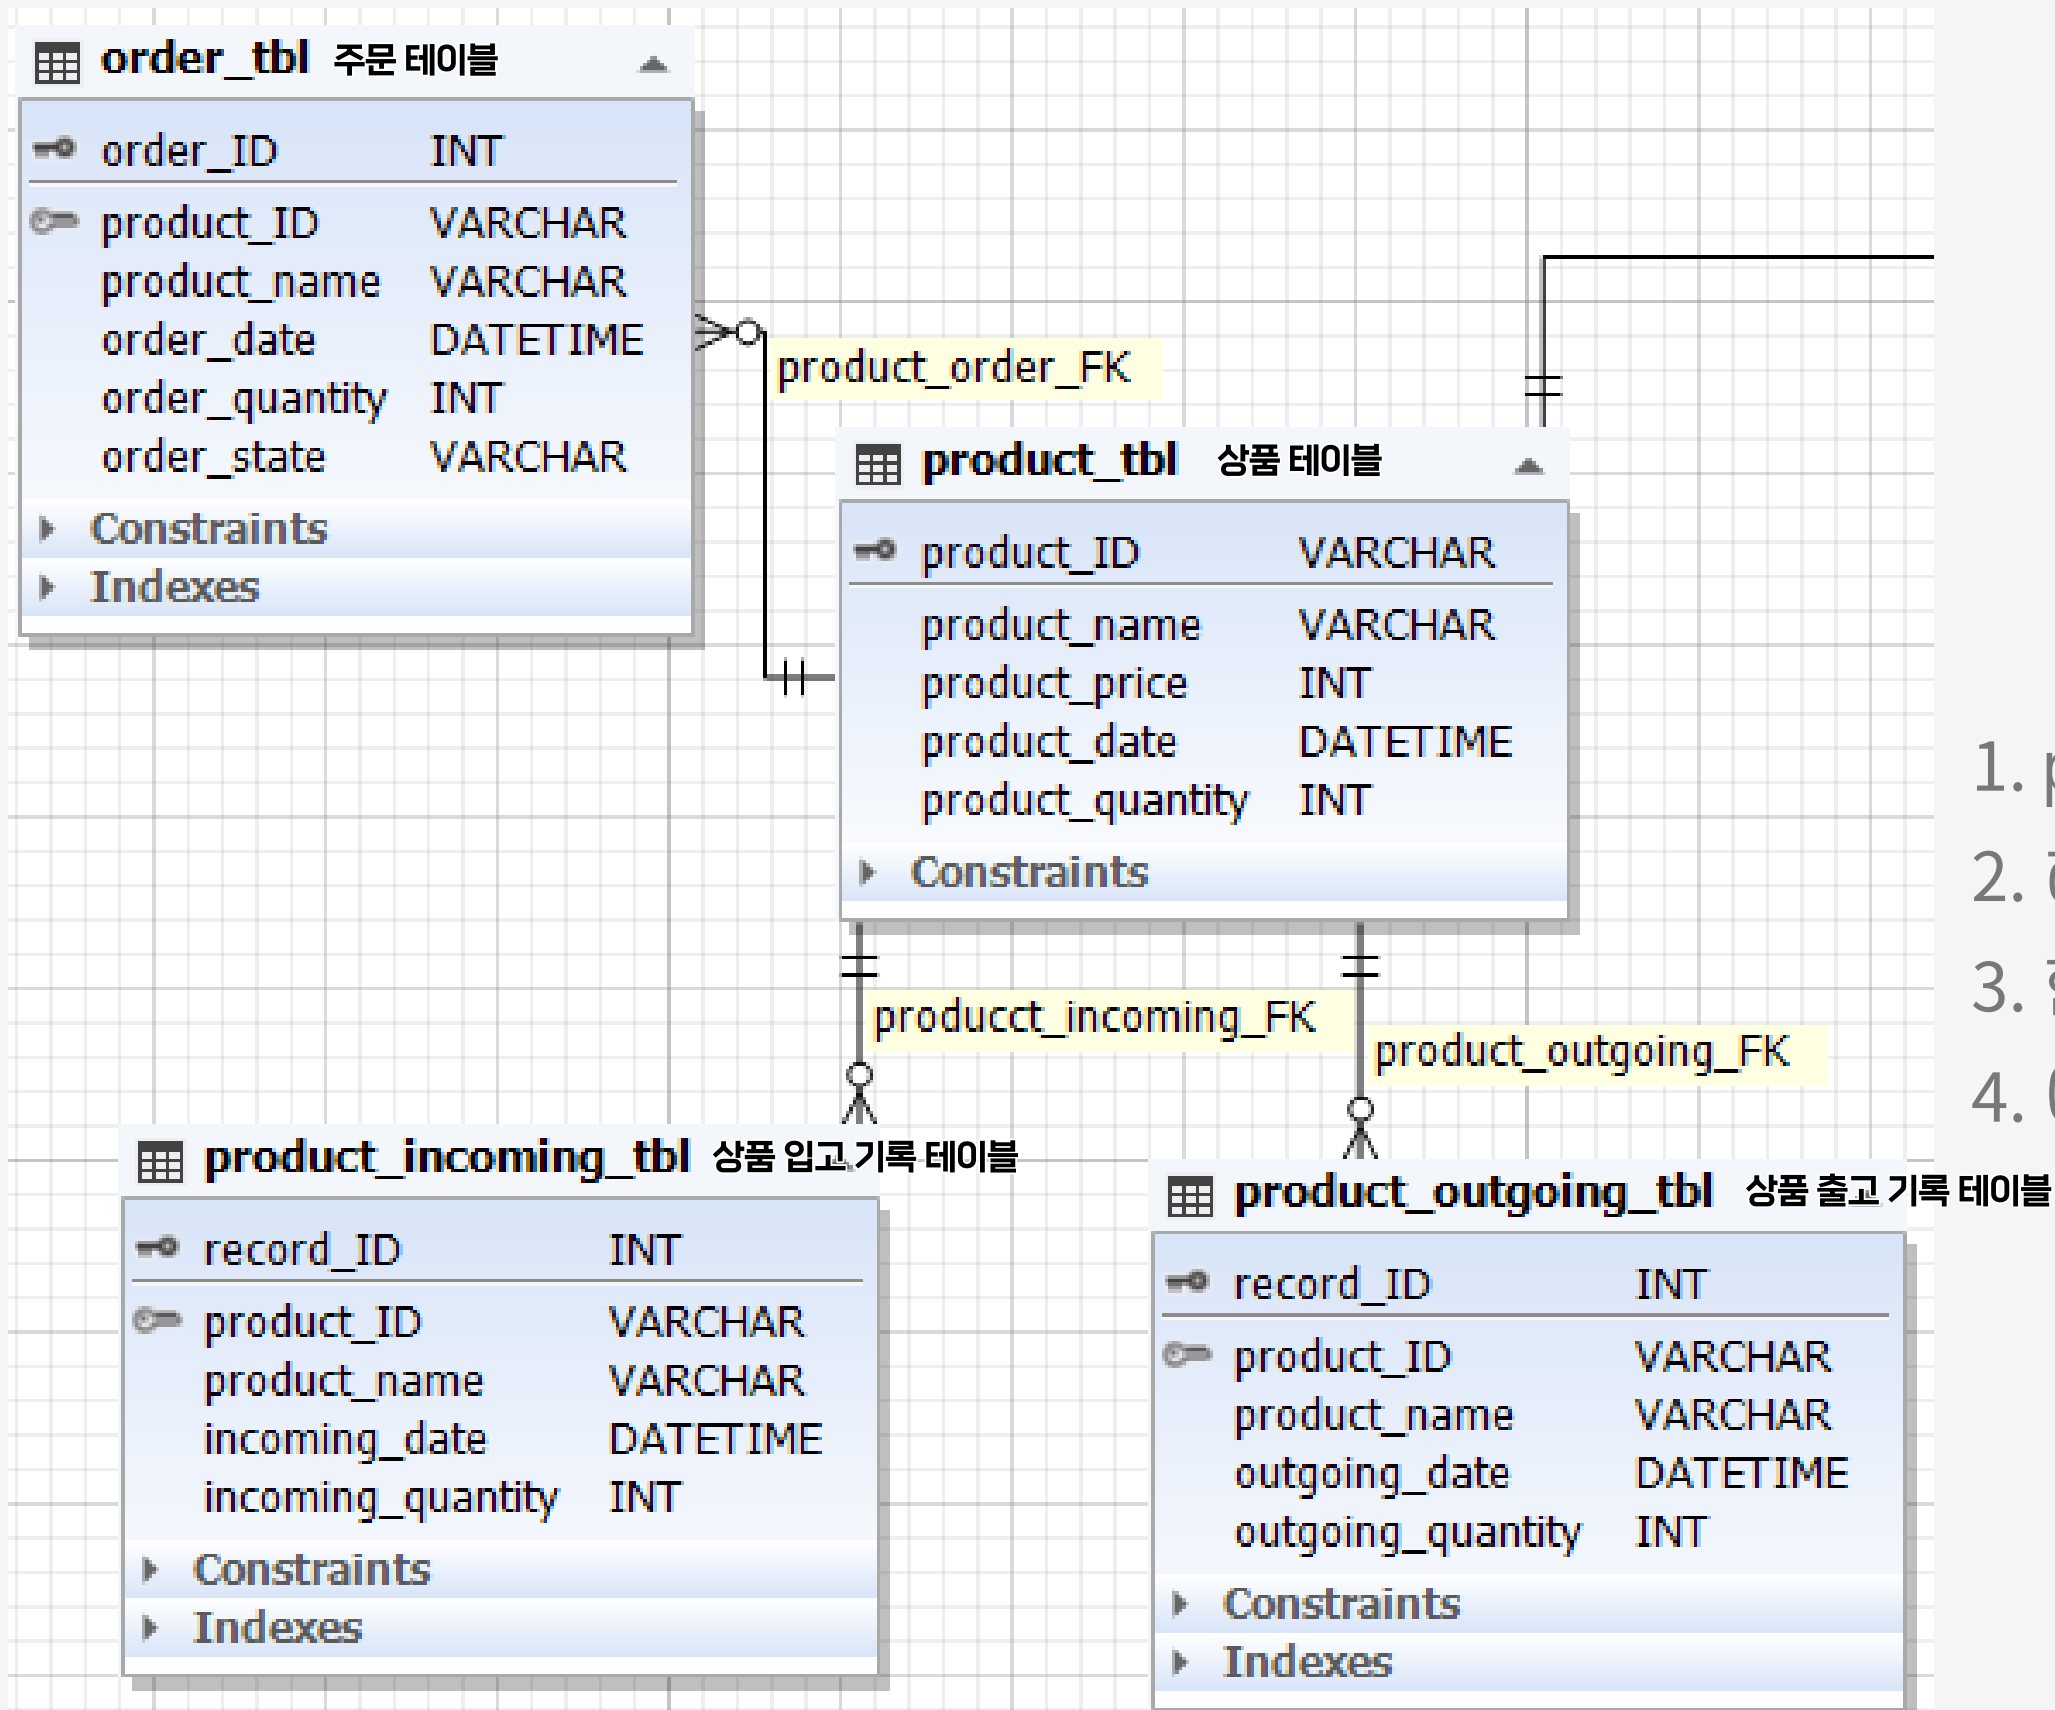 order_tbl 주문 테이블
order_ID INT
product_ID VARCHAR
product_name VARCHAR
order_date DATETIME
order_quantity INT
order_state VARCHAR
Constraints
Indexes
product_order_FK
product_tbl 상품 테이블
product_ID VARCHAR
product_name VARCHAR
product_price INT
product_date DATETIME
product_quantity INT
Constraints
producct_incoming_FK
product_outgoing_FK
product_incoming_tbl 상품 입고 기록 테이블
record_ID INT
product_ID VARCHAR
product_name VARCHAR
incoming_date DATETIME
incoming_quantity INT
Constraints
Indexes
product_outgoing_tbl 상품 출고 기록 테이블
record_ID INT
product_ID VARCHAR
product_name VARCHAR
outgoing_date DATETIME
outgoing_quantity INT
Constraints
Indexes
1.
2.
3.
4.